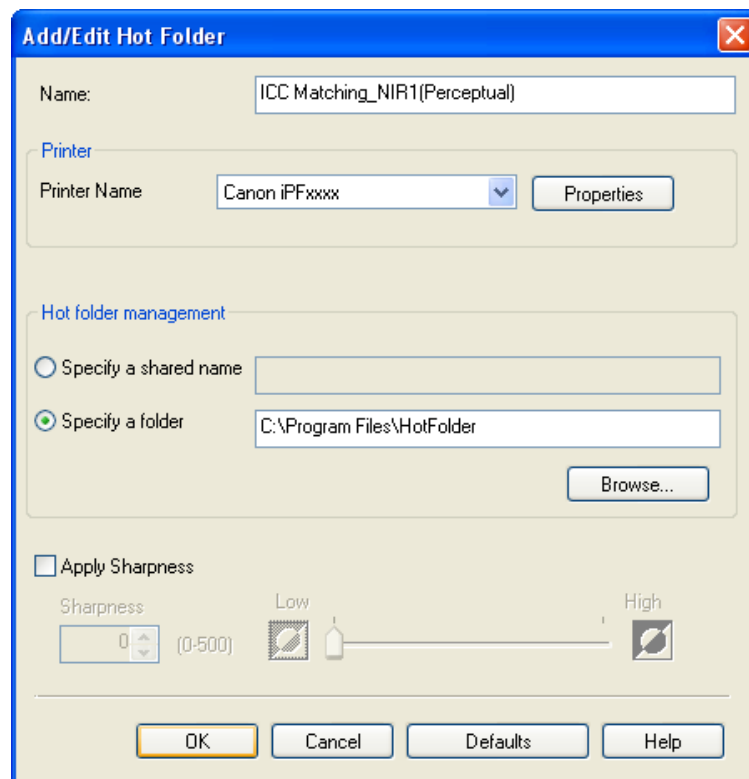 Add/Edit Hot Folder
Name: ICC Matching_NIR1(Perceptual)
Printer
Printer Name Canon iPFxxxx Properties
Hot folder management
Specify a shared name
Specify a folder C:\Program Files\HotFolder
Browse...
Apply Sharpness
Sharpness Low High
0 (0-500)
OK Cancel Defaults Help